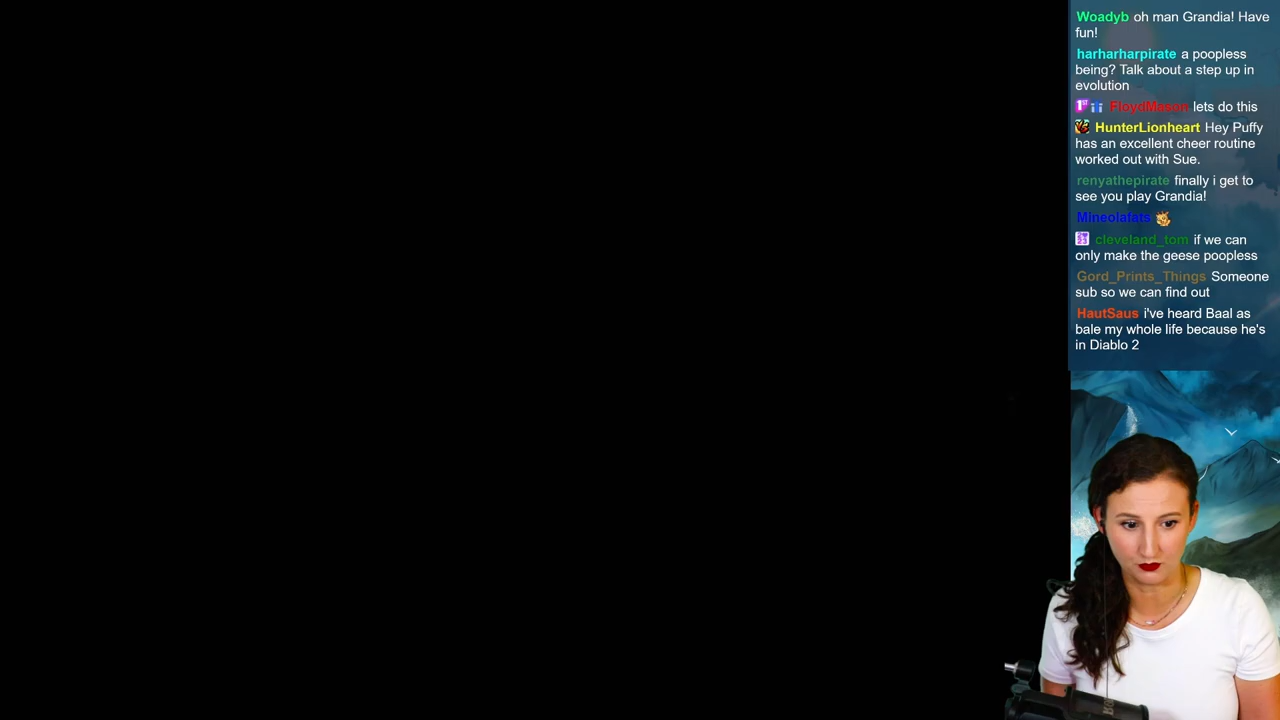 Woadyb oh man Grandia! Have
fun!
harharharpirate a poopless
being? Talk about a step up in
evolution
FloydMason lets do this
HunterLionheart Hey Puffy
has an excellent cheer routine
worked out with Sue.
renyathepirate finally i get to
see you play Grandia!
Mineolafats
cleveland_tom if we can
only make the geese poopless
Gord_Prints_Things Someone
sub so we can find out
HautSaus i've heard Baal as
bale my whole life because he's
in Diablo 2